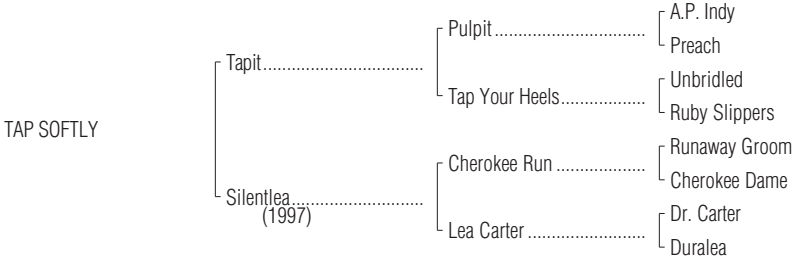 A.P. Indy
Pulpit..............................
Preach
Tapit................................
Unbridled
Tap Your Heels.................
Ruby Slippers
TAP SOFTLY
Runaway Groom
Cherokee Run ..................
Cherokee Dame
Silentlea..........................
(1997)
Dr. Carter
Lea Carter ........................
Duralea